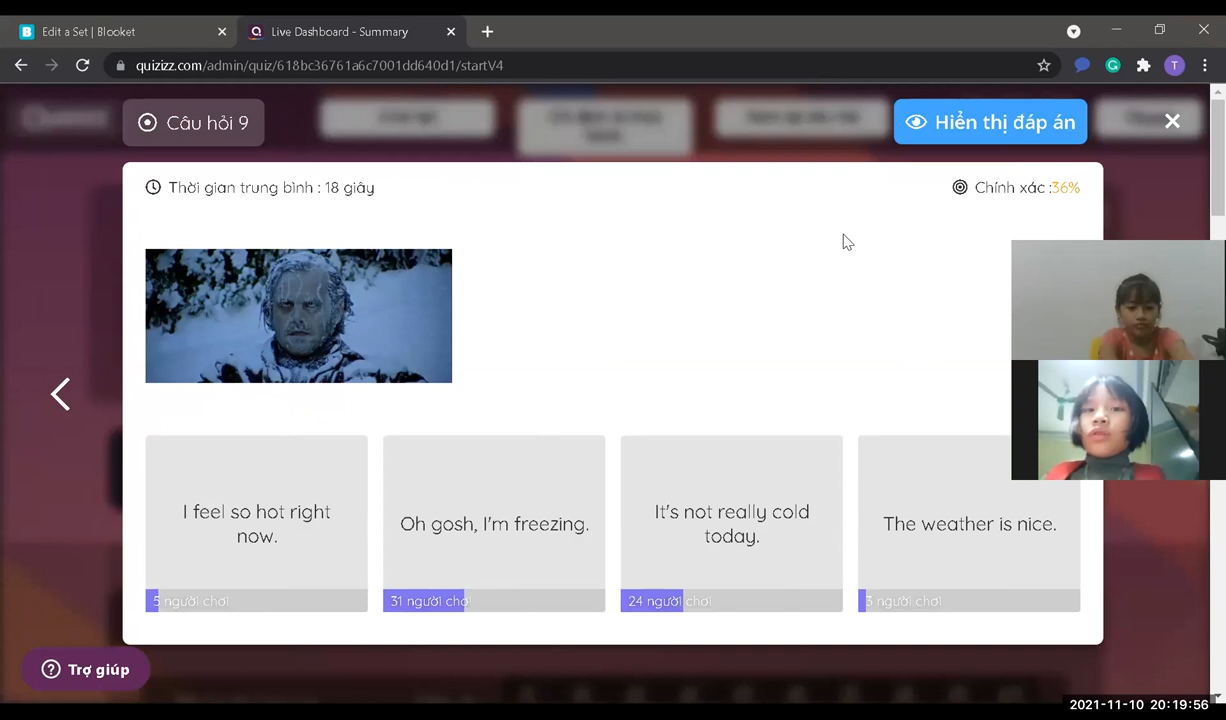 Edit a Set | Blooket
Live Dashboard - Summary
quizizz.com/admin/quiz/618bc36761a6c7001dd640d1/startV4
T
Câu hỏi 9
Hiển thị đáp án
Thời gian trung bình : 18 giây
Chính xác :36%
I feel so hot right
now.
5 người chơi
Oh gosh, I'm freezing.
31 người chơi
It's not really cold
today.
24 người chơi
The weather is nice.
3 người chơi
Trợ giúp
2021-11-10 20:19:56